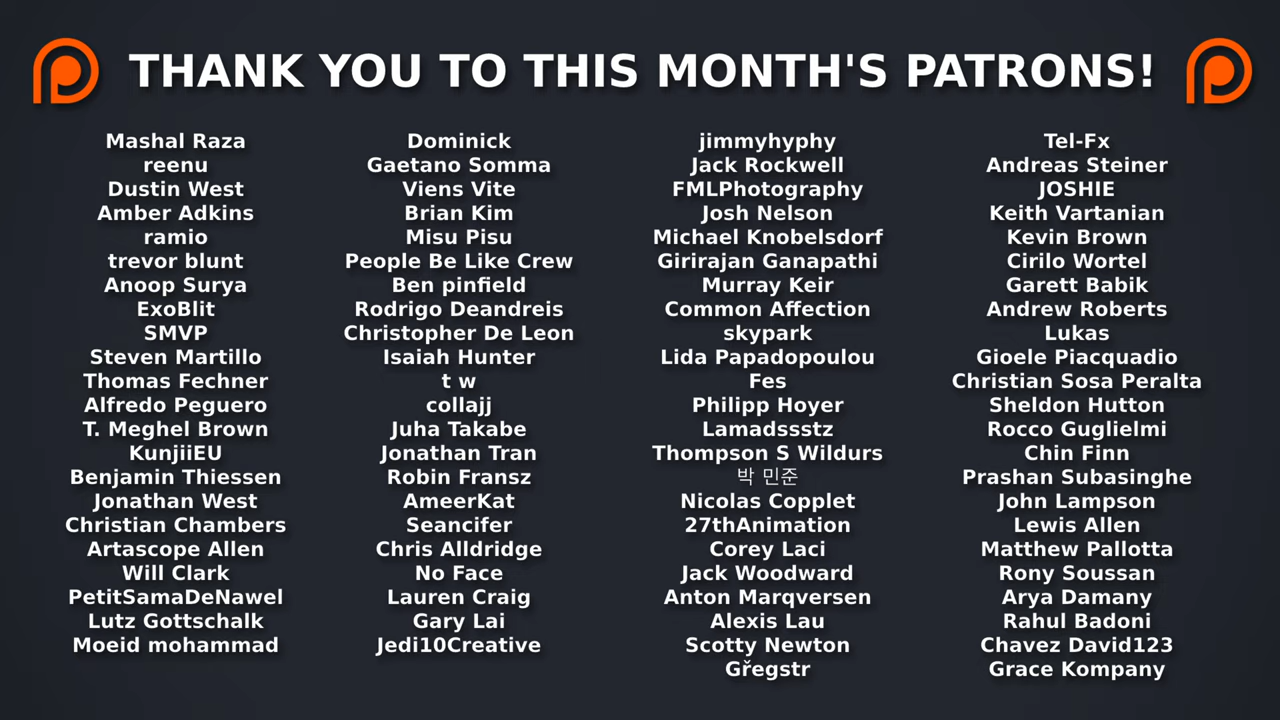 THANK YOU TO THIS MONTH'S PATRONS!
Mashal Raza
reenu
Dustin West
Amber Adkins
ramio
trevor blunt
Anoop Surya
ExoBlit
SMVP
Steven Martillo
Thomas Fechner
Alfredo Peguero
T. Meghel Brown
KunjiiEU
Benjamin Thiessen
Jonathan West
Christian Chambers
Artascope Allen
Will Clark
PetitSamaDeNawel
Lutz Gottschalk
Moeid mohammad
Dominick
Gaetano Somma
Viens Vite
Brian Kim
Misu Pisu
People Be Like Crew
Ben pinfield
Rodrigo Deandreis
Christopher De Leon
Isaiah Hunter
t w
collajj
Juha Takabe
Jonathan Tran
Robin Fransz
AmeerKat
Seancifer
Chris Alldridge
No Face
Lauren Craig
Gary Lai
Jedi10Creative
jimmyhyphy
Jack Rockwell
FMLPhotography
Josh Nelson
Michael Knobelsdorf
Girirajan Ganapathi
Murray Keir
Common Affection
skypark
Lida Papadopoulou
Fes
Philipp Hoyer
Lamadssstz
Thompson S Wildurs
박 민준
Nicolas Copplet
27thAnimation
Corey Laci
Jack Woodward
Anton Marqversen
Alexis Lau
Scotty Newton
Gřegstr
Tel-Fx
Andreas Steiner
JOSHIE
Keith Vartanian
Kevin Brown
Cirilo Wortel
Garett Babik
Andrew Roberts
Lukas
Gioele Piacquadio
Christian Sosa Peralta
Sheldon Hutton
Rocco Guglielmi
Chin Finn
Prashan Subasinghe
John Lampson
Lewis Allen
Matthew Pallotta
Rony Soussan
Arya Damany
Rahul Badoni
Chavez David123
Grace Kompany